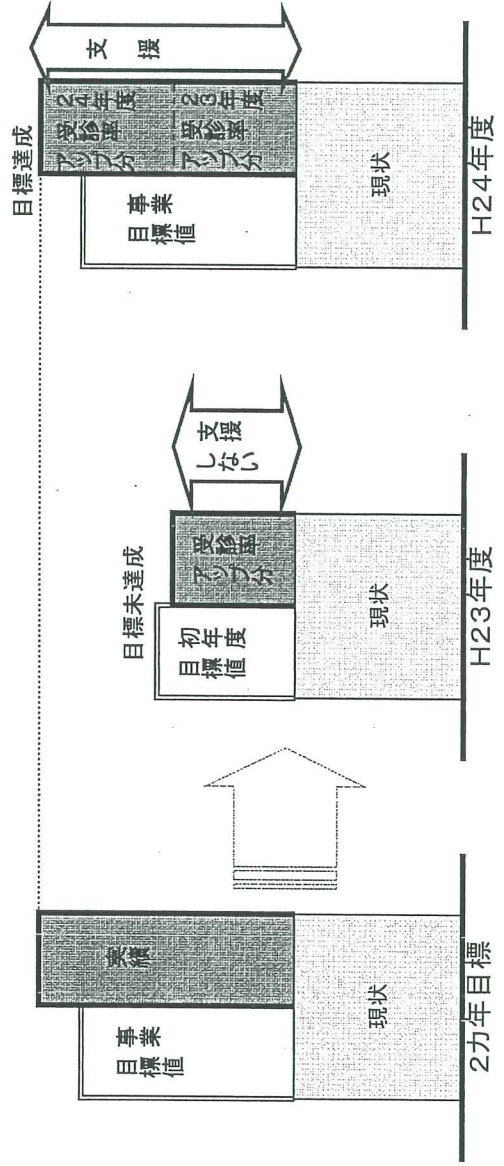 事業
目標値
実績
現状
2カ年目標
目標未達成
初年度
目標値
受診率
アップ分
支援
しない
現状
H23年度
目標達成
事業
目標値
24年度
受診率
アップ分
23年度
受診率
アップ分
支援
現状
H24年度